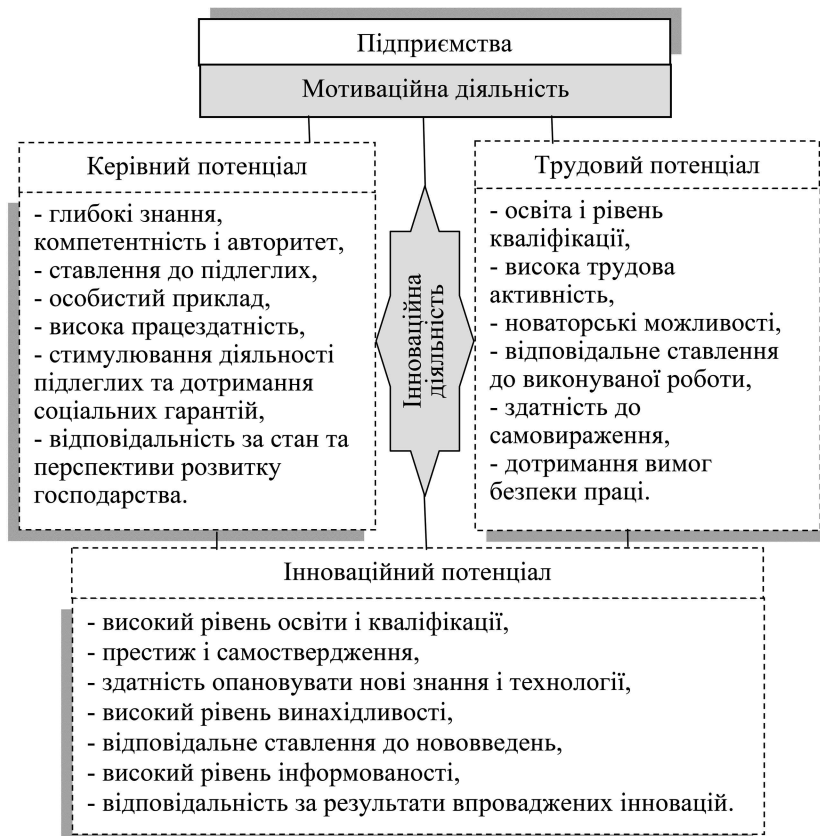 Підприємства
Мотиваційна діяльність
Керівний потенціал
- глибокі знання,
компетентність і авторитет,
- ставлення до підлеглих,
- особистий приклад,
- висока працездатність,
- стимулювання діяльності
підлеглих та дотримання
соціальних гарантій,
- відповідальність за стан та
перспективи розвитку
господарства.
Інноваційна
діяльність
Трудовий потенціал
- освіта і рівень
кваліфікації,
- висока трудова
активність,
- новаторські можливості,
- відповідальне ставлення
до виконуваної роботи,
- здатність до
самовираження,
- дотримання вимог
безпеки праці.
Інноваційний потенціал
- високий рівень освіти і кваліфікації,
- престиж і самоствердження,
- здатність опановувати нові знання і технології,
- високий рівень винахідливості,
- відповідальне ставлення до нововведень,
- високий рівень інформованості,
- відповідальність за результати впроваджених інновацій.